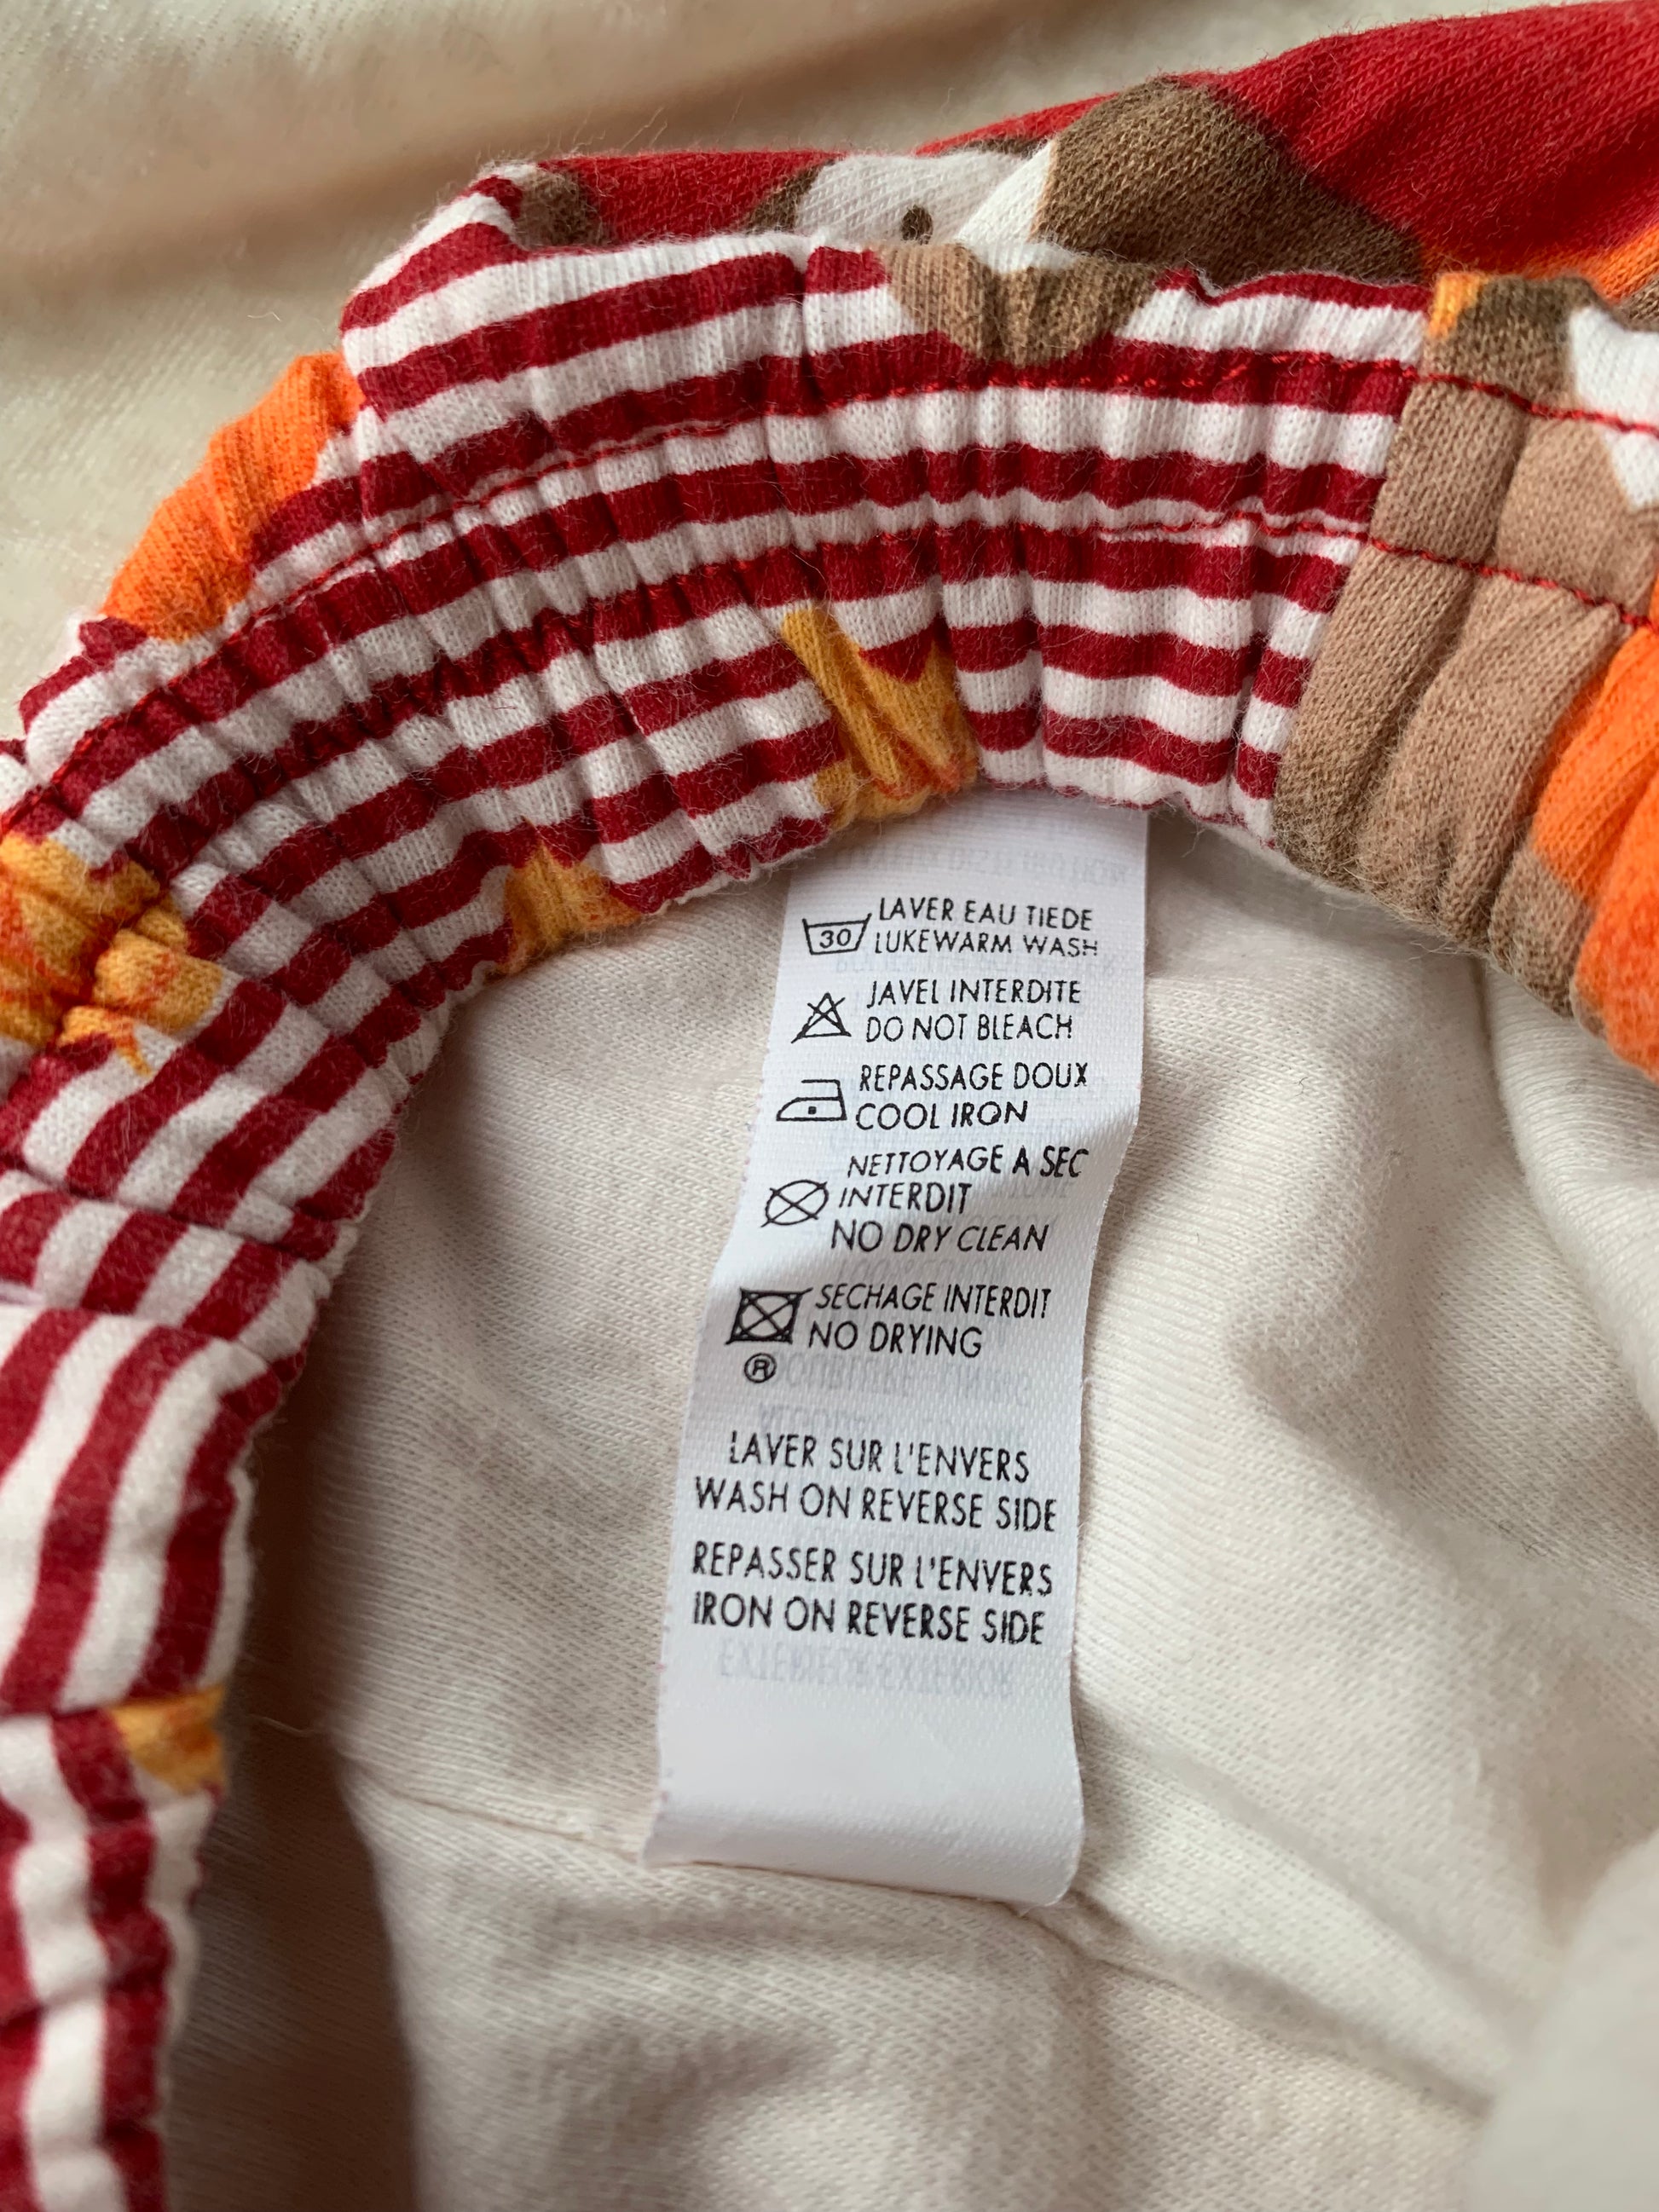 30
LAVER EAU TIEDE
LUKEWARM WASH
JAVEL INTERDITE
DO NOT BLEACH
REPASSAGE DOUX
COOL IRON
NETTOYAGE A SEC
INTERDIT
NO DRY CLEAN
SECHAGE INTERDIT
NO DRYING
®
LAVER SUR L'ENVERS
WASH ON REVERSE SIDE
REPASSER SUR L'ENVERS
IRON ON REVERSE SIDE